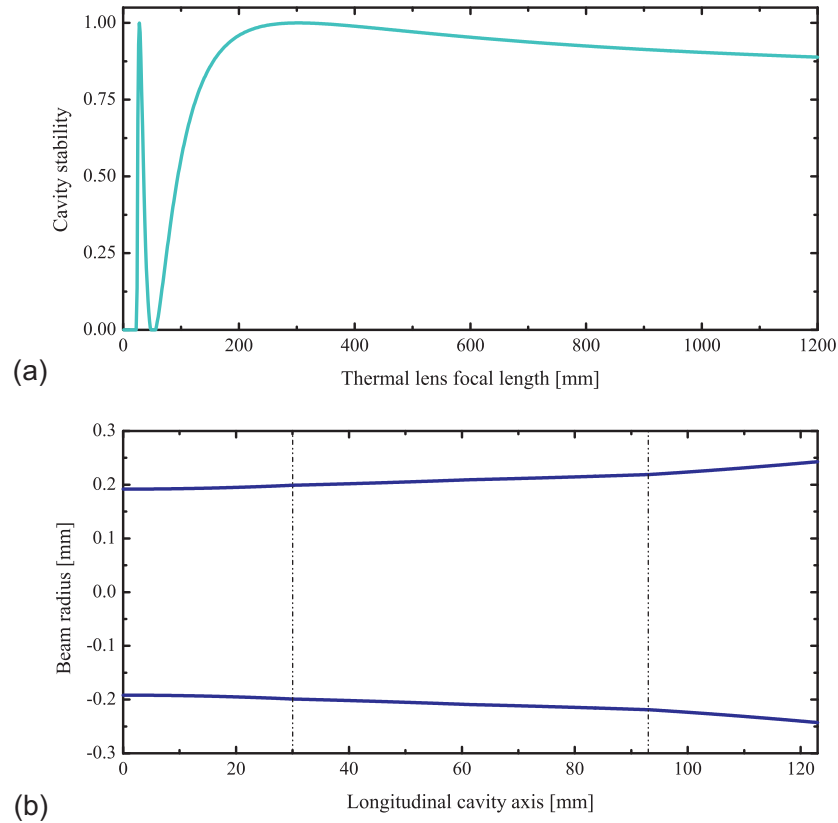 1.00
0.75
0.50
0.25
0.00
Cavity stability
0 200 400 600 800 1000 1200
Thermal lens focal length [mm]
(a)
0.3
0.2
0.1
0.0
-0.1
-0.2
-0.3
Beam radius [mm]
0 20 40 60 80 100 120
Longitudinal cavity axis [mm]
(b)